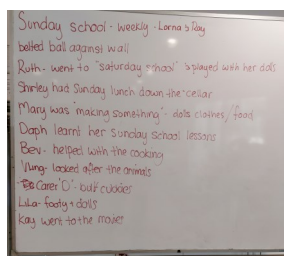 Sunday school - weekly - Lorna & Ray
belted ball against wall
Ruth - went to "saturday school" & played with her dolls
Shirley had Sunday lunch down the cellar
Mary was "making something" - dolls clothes/food
Daph learnt her Sunday School lessons
Bev - helped with the cooking
looked after the animals
Carer 'O' - built cubbies
Lila - footy & dolls
Kay went to the movies